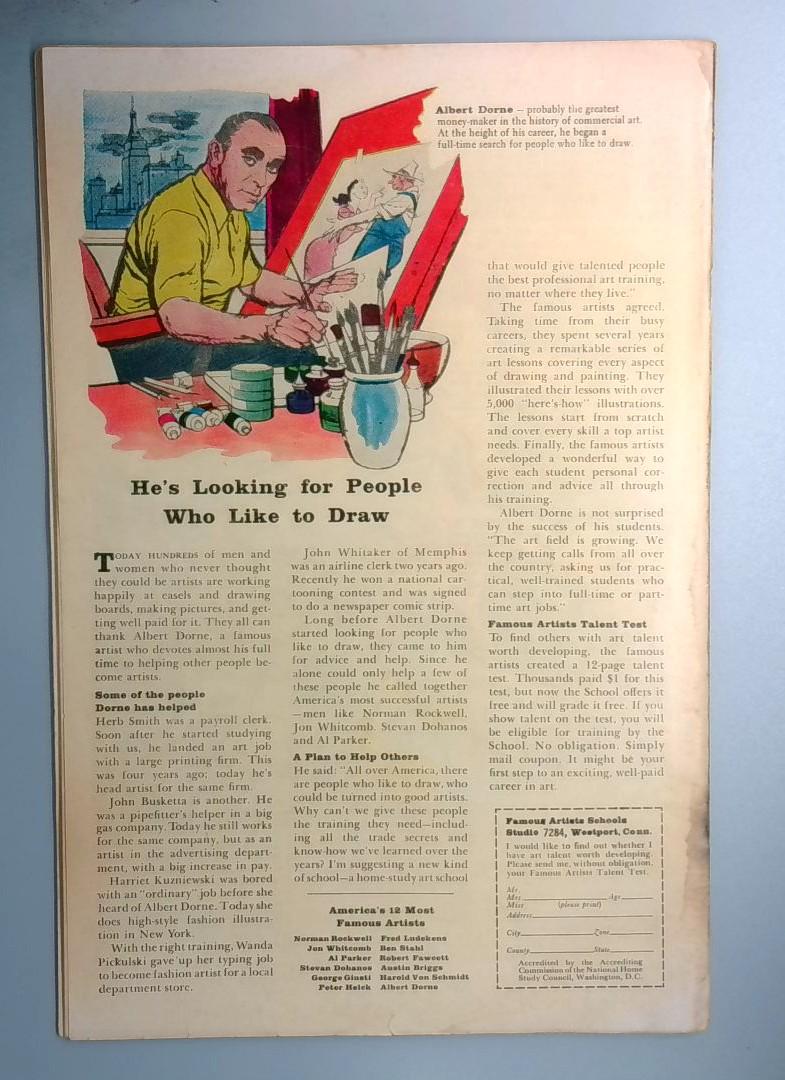 Albert Dorne — probably the greatest
money-maker in the history of commercial art.
At the height of his career, he began a
full-time search for people who like to draw.
He's Looking for People
Who Like to Draw
TODAY HUNDREDS of men and
women who never thought
they could be artists are working
happily at easels and drawing
boards, making pictures, and get-
ting well paid for it. They all can
thank Albert Dorne, a famous
artist who devotes almost his full
time to helping other people be-
come artists.
Some of the people
Dorne has helped
Herb Smith was a payroll clerk.
Soon after he started studying
with us, he landed an art job
with a large printing firm. This
was four years ago; today he's
head artist for the same firm.
John Busketta is another. He
was a pipefitter's helper in a big
gas company. Today he still works
for the same company, but as an
artist in the advertising depart-
ment, with a big increase in pay.
Harriet Kuzniewski was bored
with an "ordinary" job before she
heard of Albert Dorne. Today she
does high-style fashion illustra-
tion in New York.
With the right training, Wanda
Pickulski gave up her typing job
to become fashion artist for a local
department store.
John Whitaker of Memphis
was an airline clerk two years ago.
Recently he won a national car-
tooning contest and was signed
to do a newspaper comic strip.
Long before Albert Dorne
started looking for people who
like to draw, they came to him
for advice and help. Since he
alone could only help a few of
these people he called together
America's most successful artists
—men like Norman Rockwell,
Jon Whitcomb, Stevan Dohanos
and Al Parker.
A Plan to Help Others
He said: "All over America, there
are people who like to draw, who
could be turned into good artists.
Why can't we give these people
the training they need—includ-
ing all the trade secrets and
know-how we've learned over the
years? I'm suggesting a new kind
of school—a home-study art school
America's 12 Most
Famous Artists
Norman Rockwell Fred Ludekens
Jon Whitcomb Ben Stahl
Al Parker Robert Fawcett
Stevan Dohanos Austin Briggs
George Giusti Harold Von Schmidt
Peter Helck Albert Dorne
that would give talented people
the best professional art training,
no matter where they live."
The famous artists agreed.
Taking time from their busy
careers, they spent several years
creating a remarkable series of
art lessons covering every aspect
of drawing and painting. They
illustrated their lessons with over
5,000 "here's-how" illustrations.
The lessons start from scratch
and cover every skill a top artist
needs. Finally, the famous artists
developed a wonderful way to
give each student personal cor-
rection and advice all through
his training.
Albert Dorne is not surprised
by the success of his students.
"The art field is growing. We
keep getting calls from all over
the country, asking us for prac-
tical, well-trained students who
can step into full-time or part-
time art jobs."
Famous Artists Talent Test
To find others with art talent
worth developing, the famous
artists created a 12-page talent
test. Thousands paid $1 for this
test, but now the School offers it
free and will grade it free. If you
show talent on the test, you will
be eligible for training by the
School. No obligation. Simply
mail coupon. It might be your
first step to an exciting, well-paid
career in art.
Famous Artists Schools
Studio 7284, Westport, Conn.
I would like to find out whether I
have art talent worth developing.
Please send me, without obligation,
your Famous Artists Talent Test.
Mr.
Mrs. Age
Miss (please print)
Address
City Zone
County State
Accredited by the Accrediting
Commission of the National Home
Study Council, Washington, D.C.